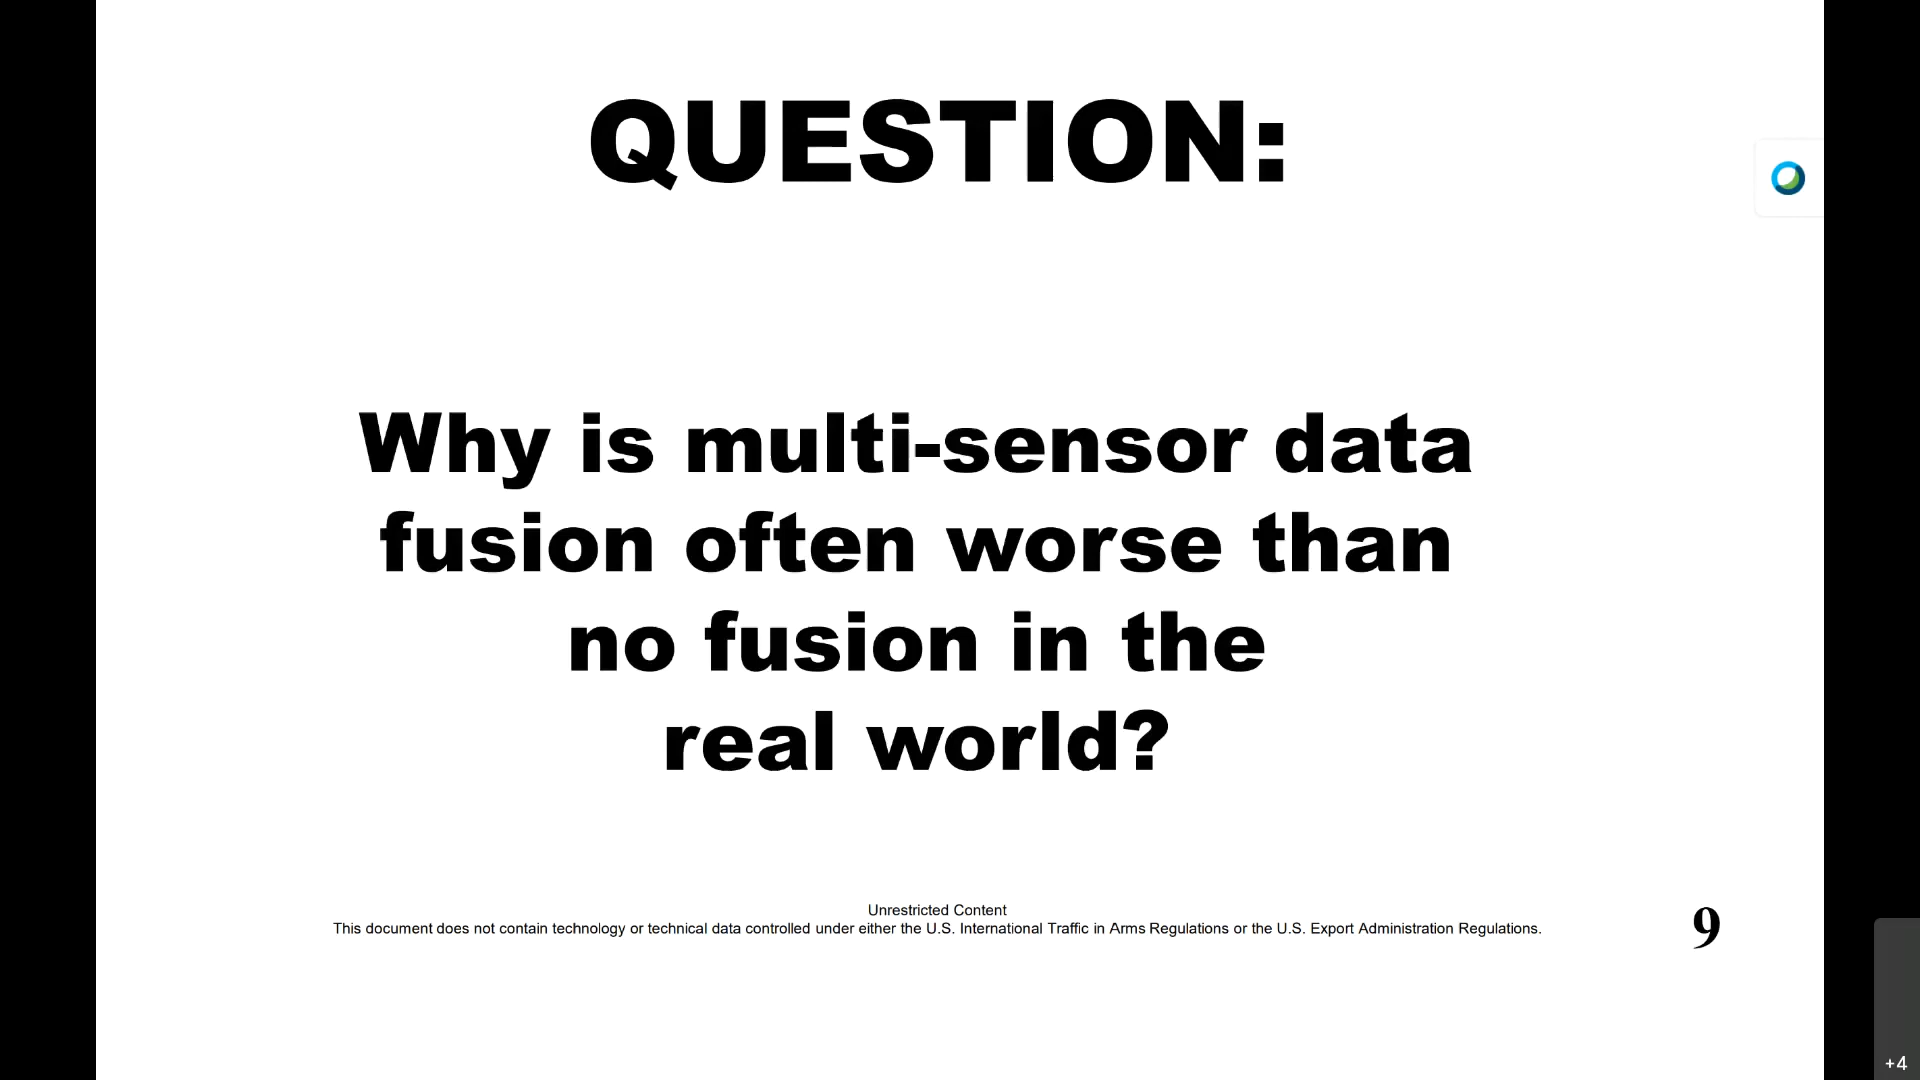 QUESTION:
Why is multi-sensor data
fusion often worse than
no fusion in the
real world?
Unrestricted Content
This document does not contain technology or technical data controlled under either the U.S. International Traffic in Arms Regulations or the U.S. Export Administration Regulations.
9
+4